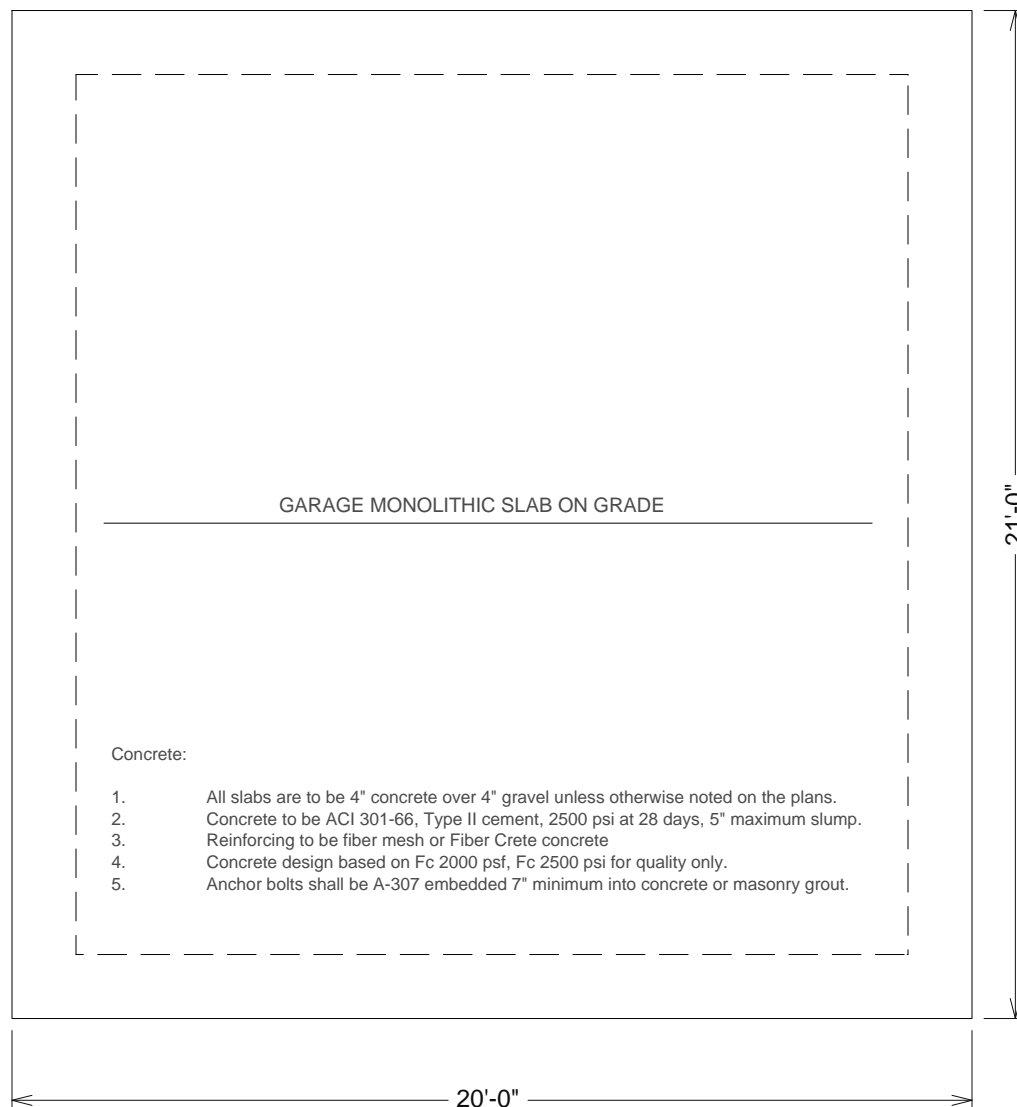 GARAGE MONOLITHIC SLAB ON GRADE
21'-0"
Concrete:
1. All slabs are to be 4" concrete over 4" gravel unless otherwise noted on the plans.
2. Concrete to be ACI 301-66, Type II cement, 2500 psi at 28 days, 5" maximum slump.
3. Reinforcing to be fiber mesh or Fiber Crete concrete
4. Concrete design based on Fc 2000 psf, Fc 2500 psi for quality only.
5. Anchor bolts shall be A-307 embedded 7" minimum into concrete or masonry grout.
20'-0"